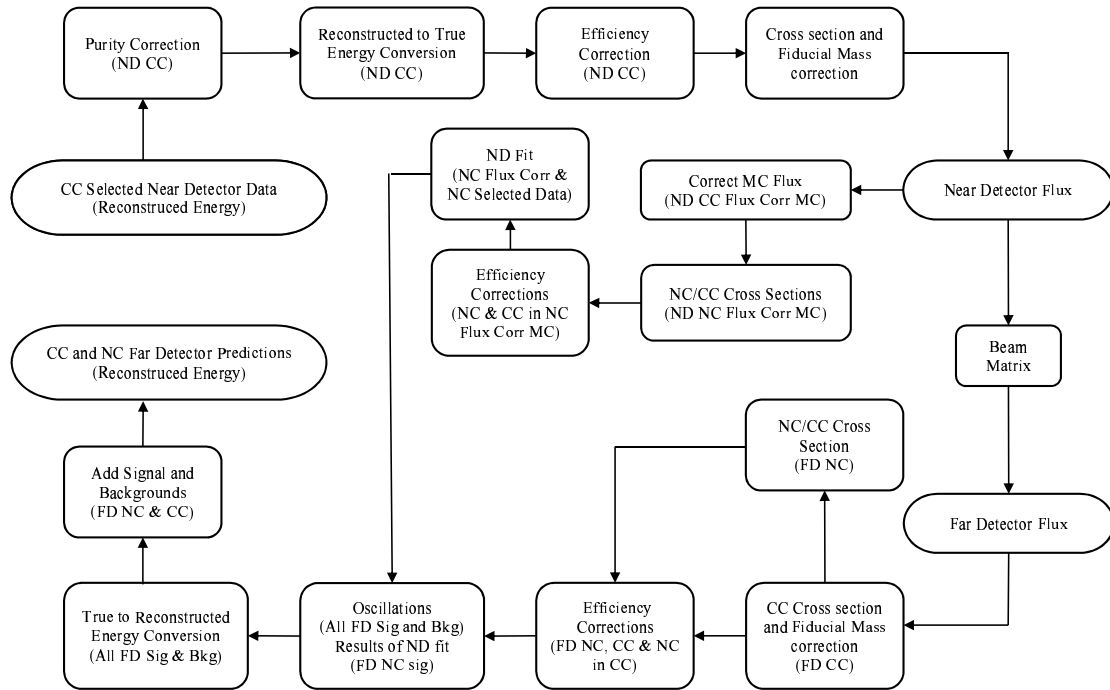 Purity Correction
(ND CC)
Reconstructed to True
Energy Conversion
(ND CC)
Efficiency
Correction
(ND CC)
Cross section and
Fiducial Mass
correction
CC Selected Near Detector Data
(Reconstruced Energy)
ND Fit
(NC Flux Corr &
NC Selected Data)
Correct MC Flux
(ND CC Flux Corr MC)
Near Detector Flux
Efficiency
Corrections
(NC & CC in NC
Flux Corr MC)
NC/CC Cross Sections
(ND NC Flux Corr MC)
CC and NC Far Detector Predictions
(Reconstruced Energy)
Beam
Matrix
NC/CC Cross
Section
(FD NC)
Add Signal and
Backgrounds
(FD NC & CC)
Far Detector Flux
True to Reconstructed
Energy Conversion
(All FD Sig & Bkg)
Oscillations
(All FD Sig and Bkg)
Results of ND fit
(FD NC sig)
Efficiency
Corrections
(FD NC, CC & NC
in CC)
CC Cross section
and Fiducial Mass
correction
(FD CC)